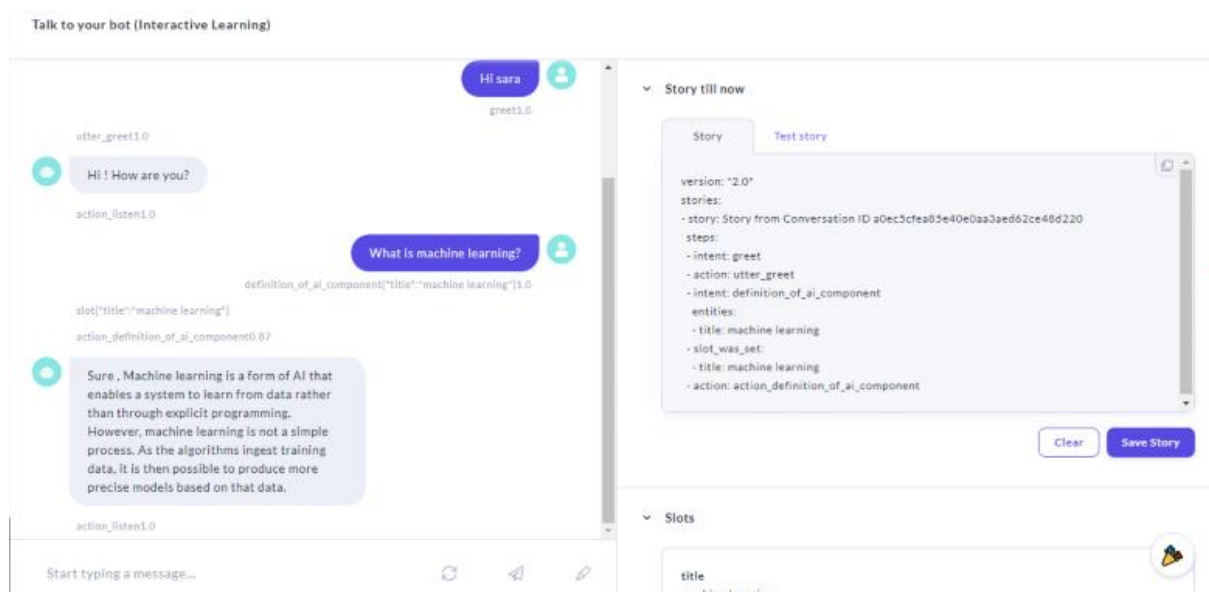 Talk to your bot (Interactive Learning)
Hi sara
greet1.0
utter_greet1.0
Hi ! How are you?
action_listen1.0
What is machine learning?
definition_of_ai_component{"title":"machine learning"}1.0
slot{"title":"machine learning"}
action_definition_of_ai_component0.87
Sure , Machine learning is a form of AI that
enables a system to learn from data rather
than through explicit programming.
However, machine learning is not a simple
process. As the algorithms ingest training
data, it is then possible to produce more
precise models based on that data.
action_listen1.0
Start typing a message...
Story till now
Story
Test story
version: "2.0"
stories:
- story: Story from Conversation ID a0ec5cfea85e40e0aa3aed62ce48d220
steps:
- intent: greet
- action: utter_greet
- intent: definition_of_ai_component
entities:
- title: machine learning
- slot_was_set:
- title: machine learning
- action: action_definition_of_ai_component
Clear
Save Story
Slots
title